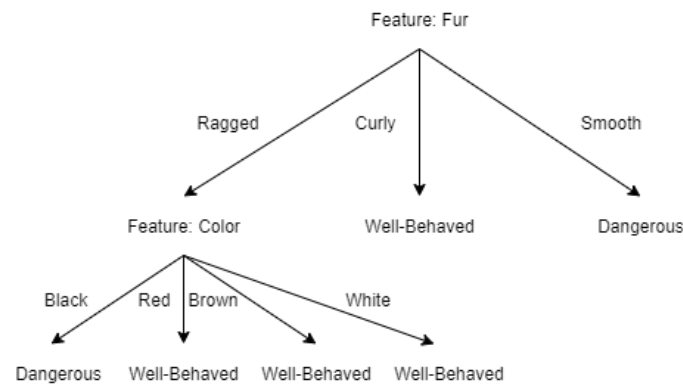 Feature: Fur
Ragged Curly Smooth
Feature: Color Well-Behaved Dangerous
Black Red Brown White
Dangerous Well-Behaved Well-Behaved Well-Behaved